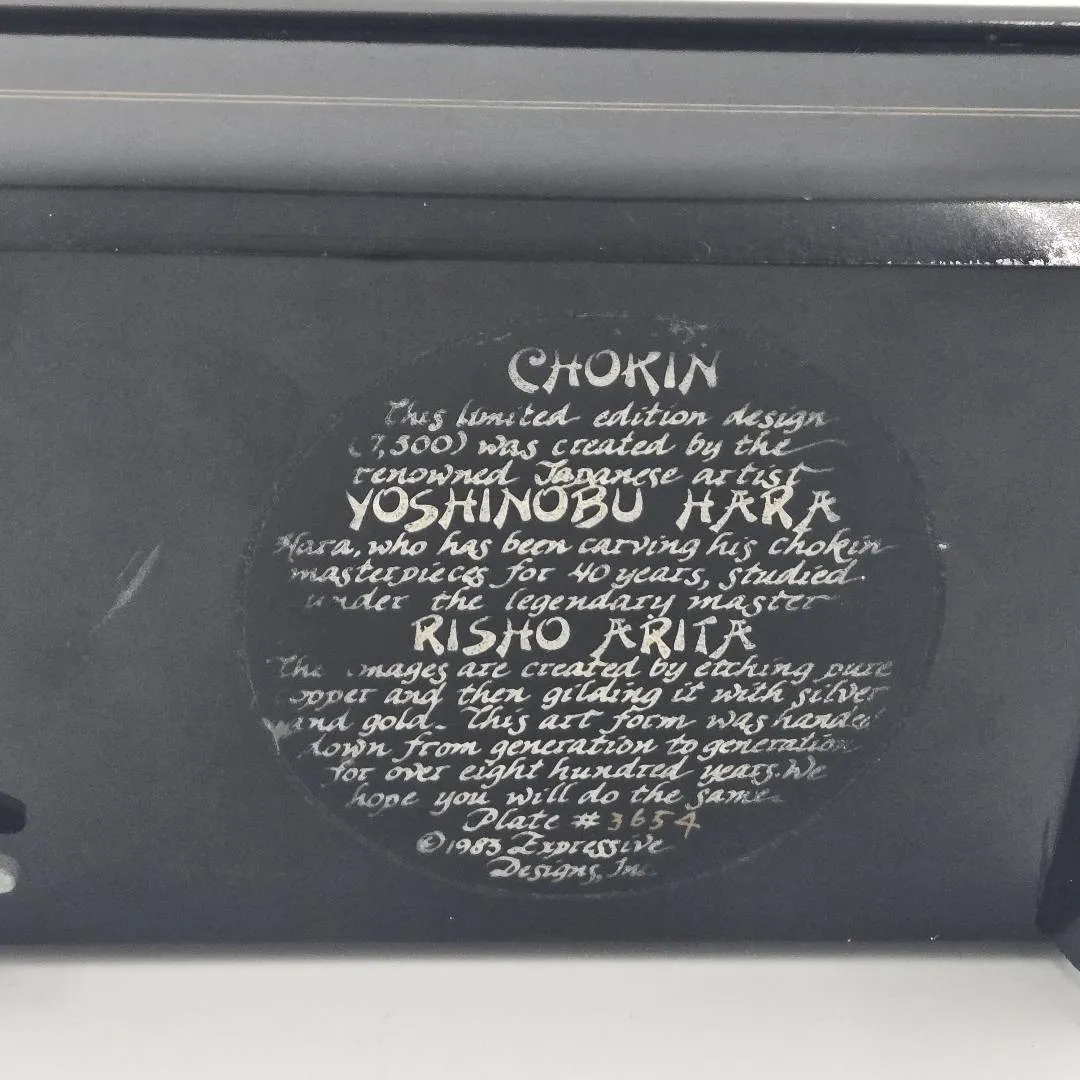 CHOKIN
This limited edition design
(7,500) was created by the
renowned Japanese artist
YOSHINOBU HARA
Hara, who has been carving his chokin
masterpieces for 40 years, studied
under the legendary master
RISHO ARITA
The images are created by etching pure
opper and then gilding it with silver
and gold. This art form was handed
down from generation to generation
for over eight hundred years. We
hope you will do the same.
Plate # 3654
©1983 Expressive
Designs, Inc